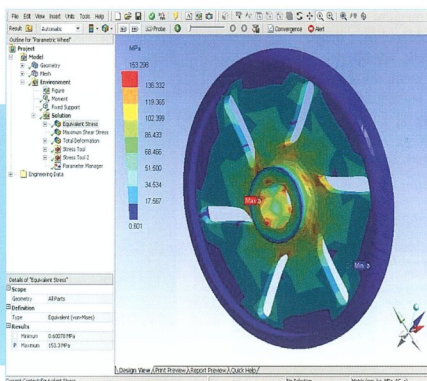 File Edit View Insert Units Tools Help
Result Automatic Probe Convergence Alert
Outline for "Parametric Wheel"
Project
Model
Geometry
Mesh
Environment
Figure
Moment
Fixed Support
Solution
Equivalent Stress
Maximum Shear Stress
Total Deformation
Stress Tool
Stress Tool 2
Parameter Manager
Engineering Data
MPa
153.298
136.332
119.365
102.399
85.433
68.466
51.500
34.534
17.567
0.601
Details of "Equivalent Stress"
Scope
Geometry All Parts
Definition
Type Equivalent (von-Mises)
Results
Minimum 0.60078 MPa
P Maximum 153.3 MPa
Design View / Print Preview / Report Preview / Quick Help /
No Selection